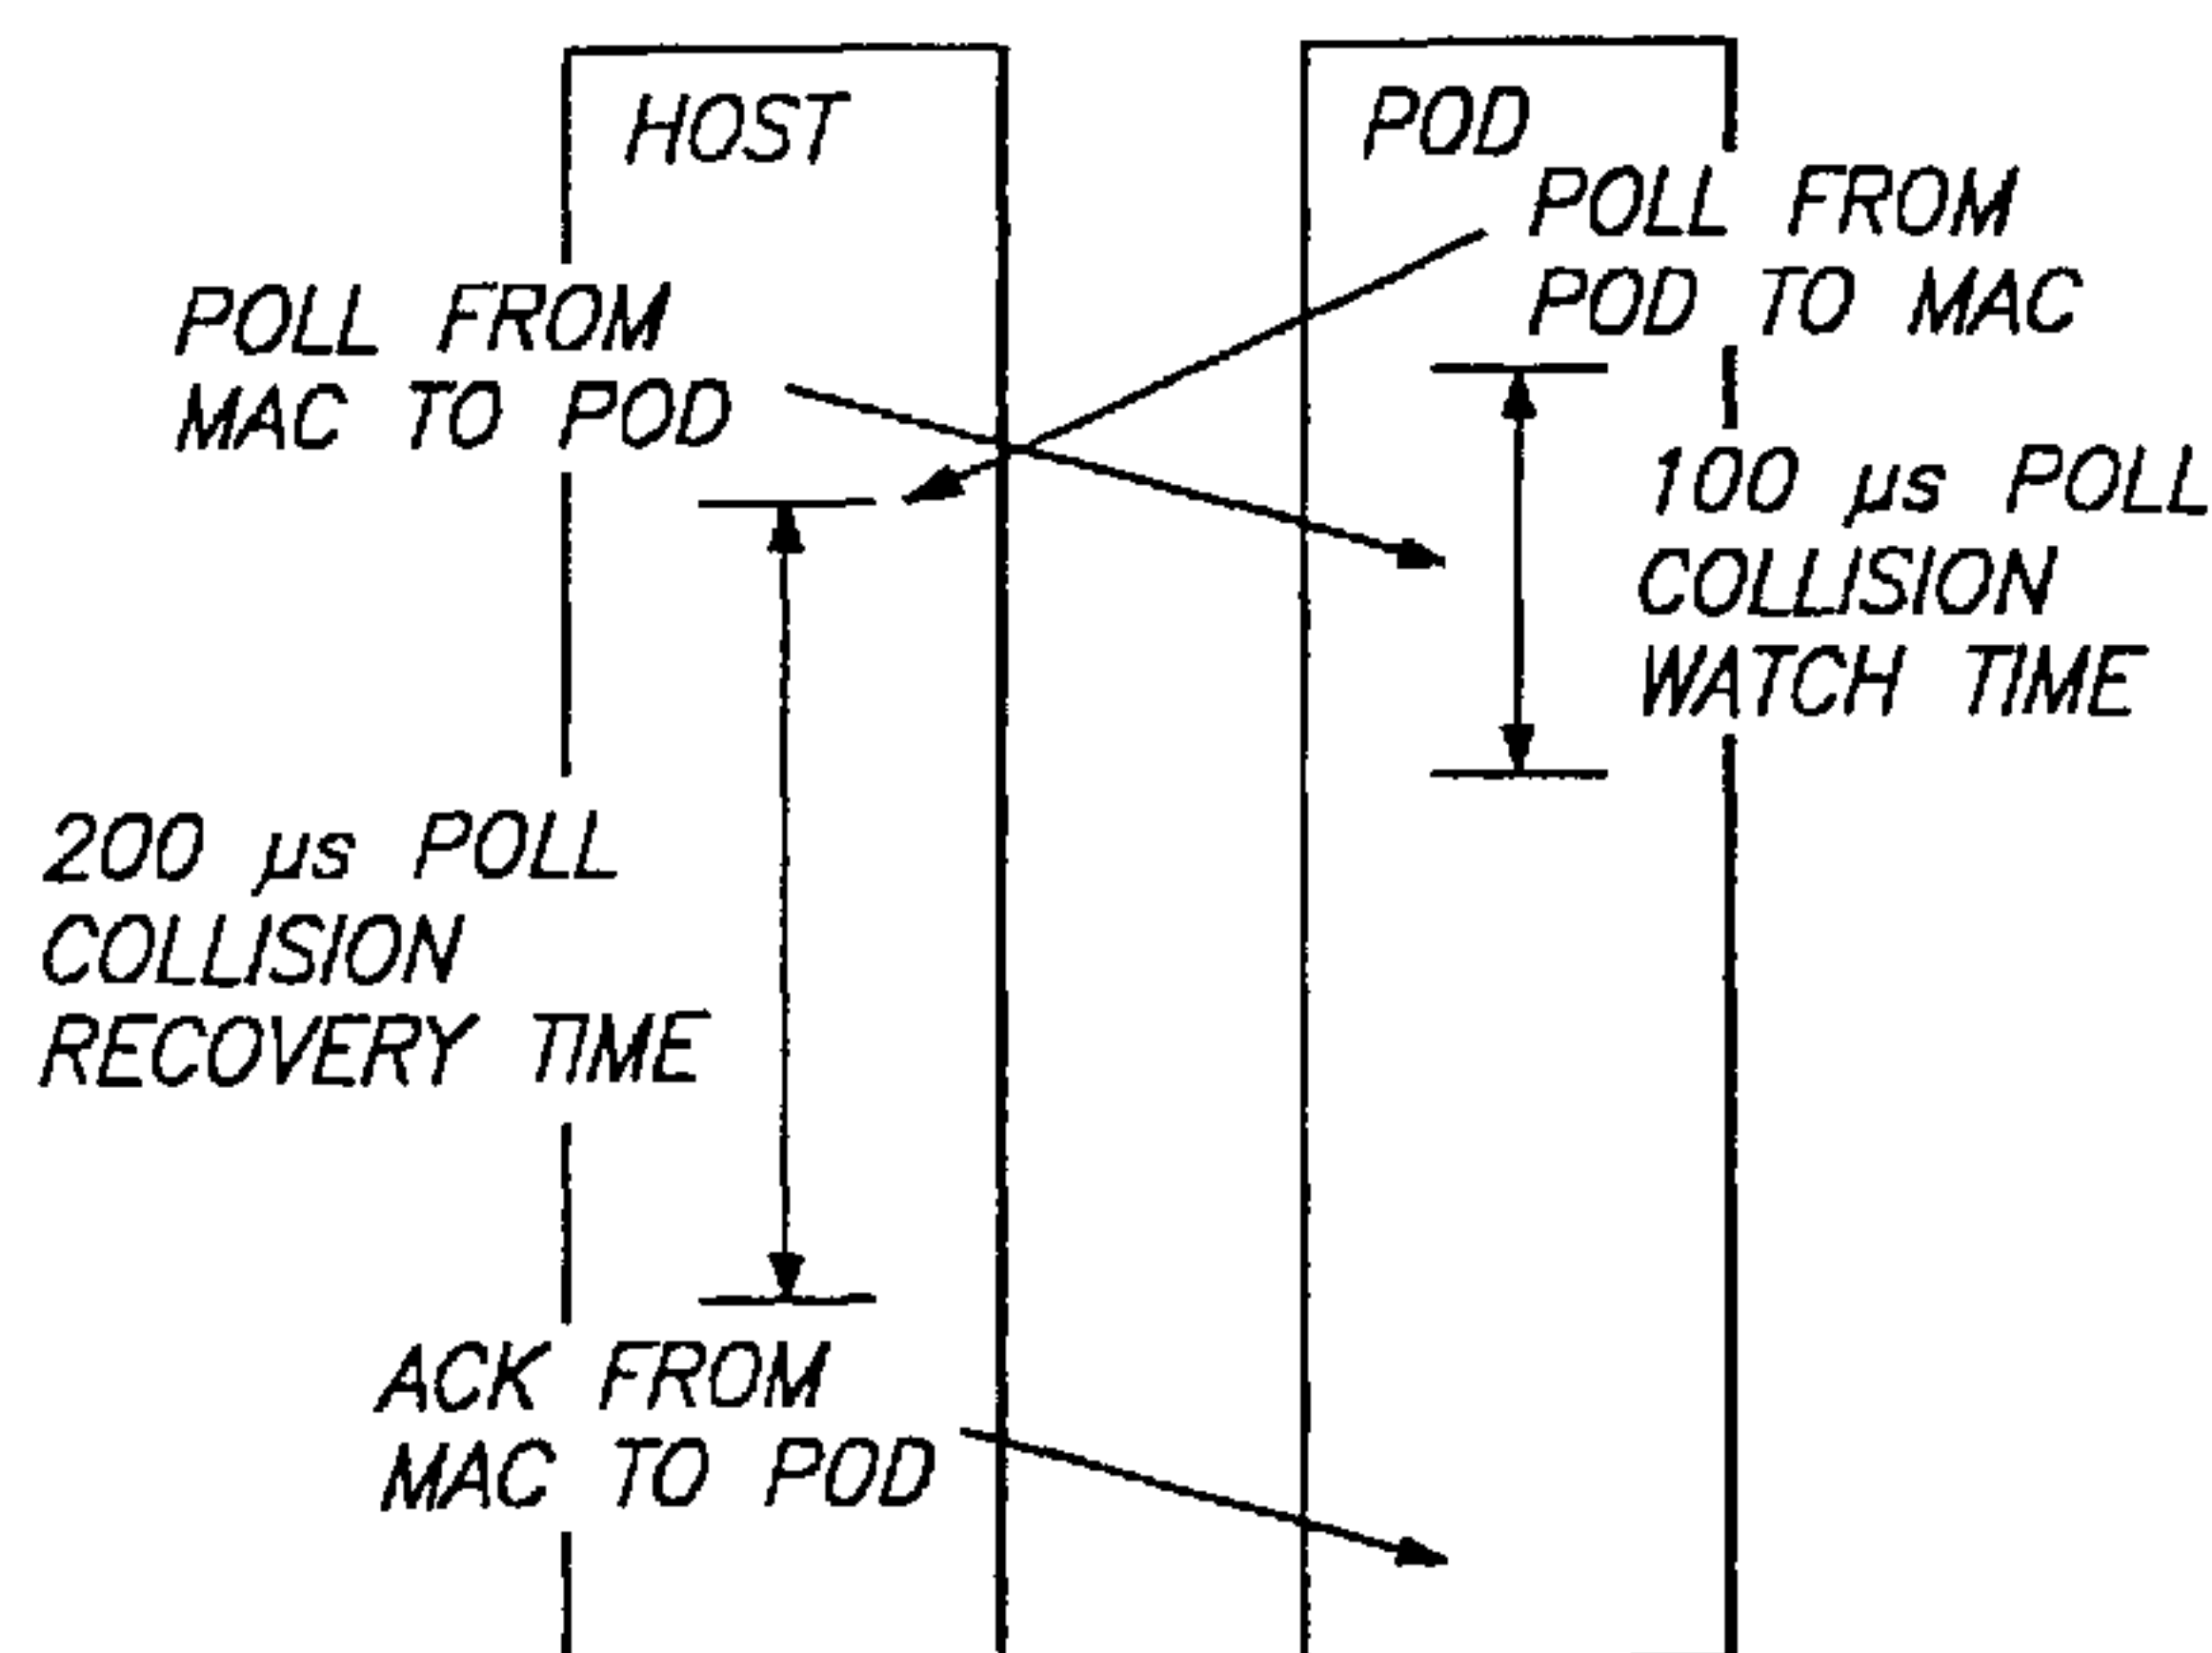 HOST
POD
POLL FROM
POD TO MAC
POLL FROM
MAC TO POD
100 µs POLL
COLLISION
WATCH TIME
200 µs POLL
COLLISION
RECOVERY TIME
ACK FROM
MAC TO POD